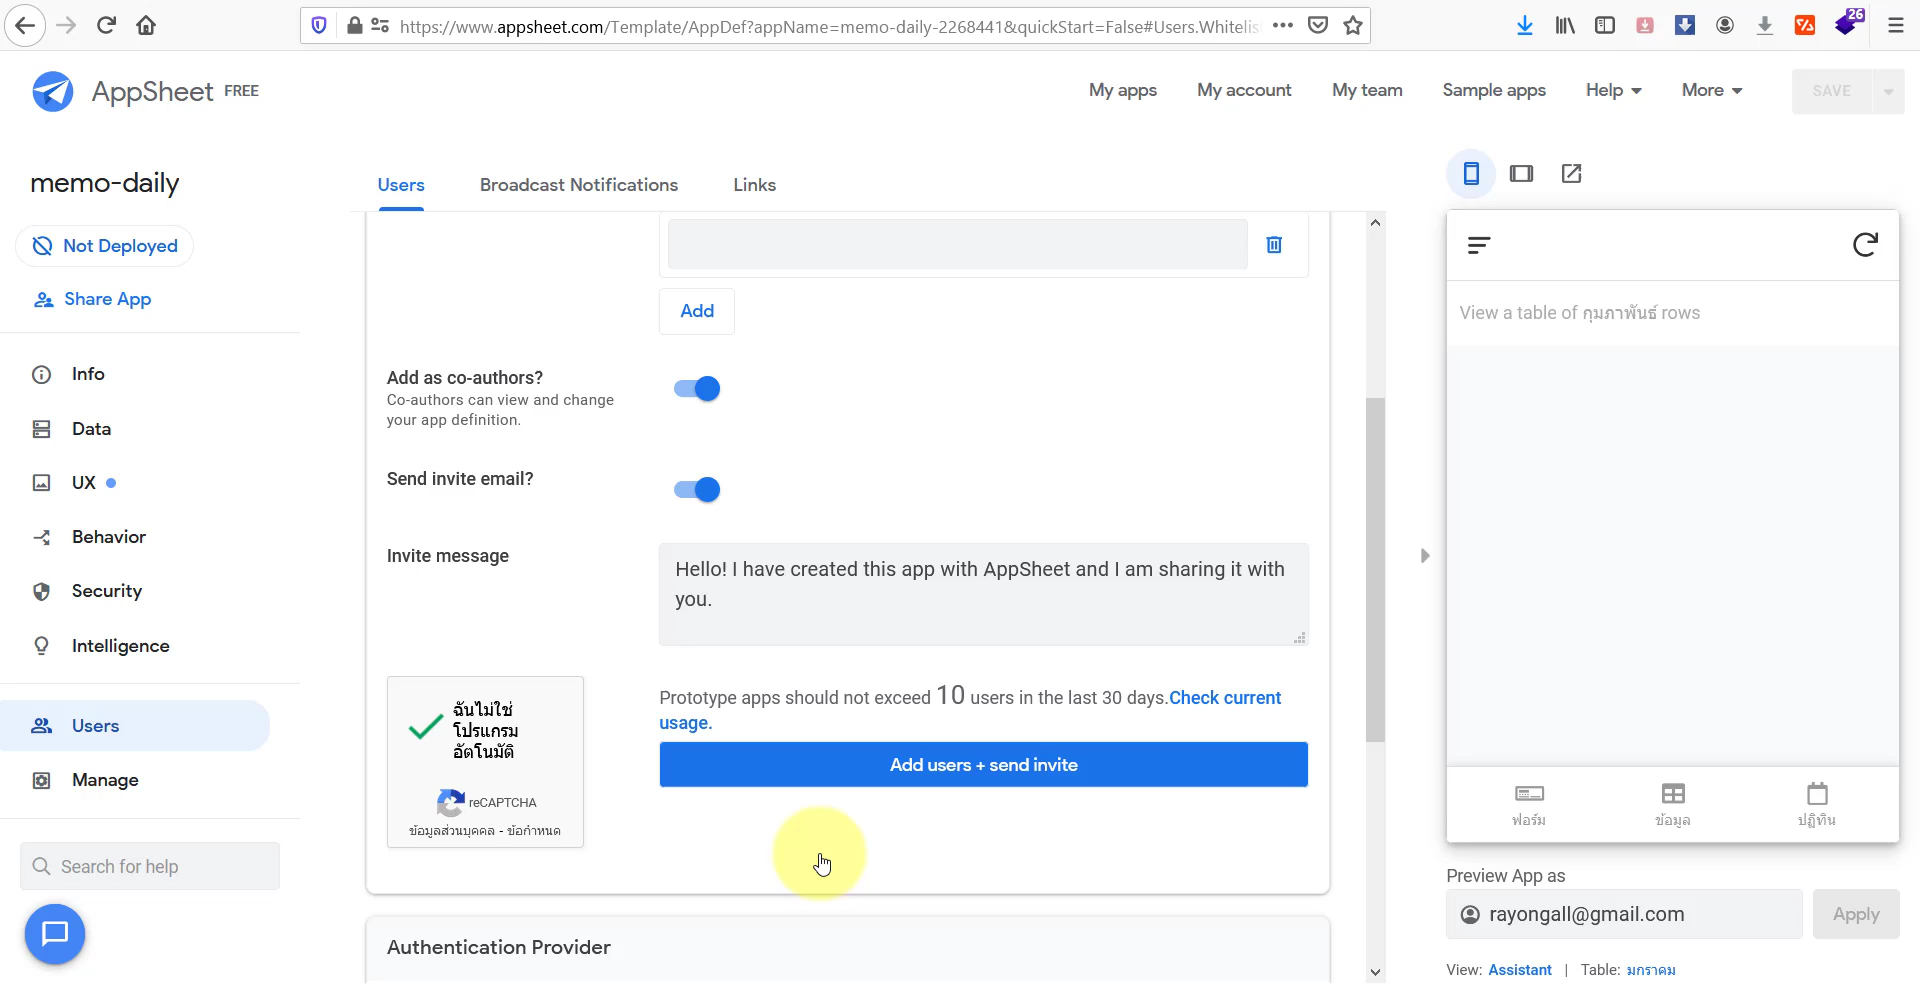 https://www.appsheet.com/Template/AppDef?appName=memo-daily-2268441&quickStart=False#Users.Whitelis
26
AppSheet FREE
My apps
My account
My team
Sample apps
Help
More
SAVE
memo-daily
Not Deployed
Share App
Info
Data
UX
Behavior
Security
Intelligence
Users
Manage
Search for help
Users
Broadcast Notifications
Links
Add
Add as co-authors?
Co-authors can view and change
your app definition.
Send invite email?
Invite message
Hello! I have created this app with AppSheet and I am sharing it with
you.
ฉันไม่ใช่
โปรแกรม
อัตโนมัติ
reCAPTCHA
ข้อมูลส่วนบุคคล - ข้อกำหนด
Prototype apps should not exceed 10 users in the last 30 days.Check current
usage.
Add users + send invite
Authentication Provider
View a table of กุมภาพันธ์ rows
ฟอร์ม
ข้อมูล
ปฏิทิน
Preview App as
rayongall@gmail.com
Apply
View: Assistant | Table: มกราคม